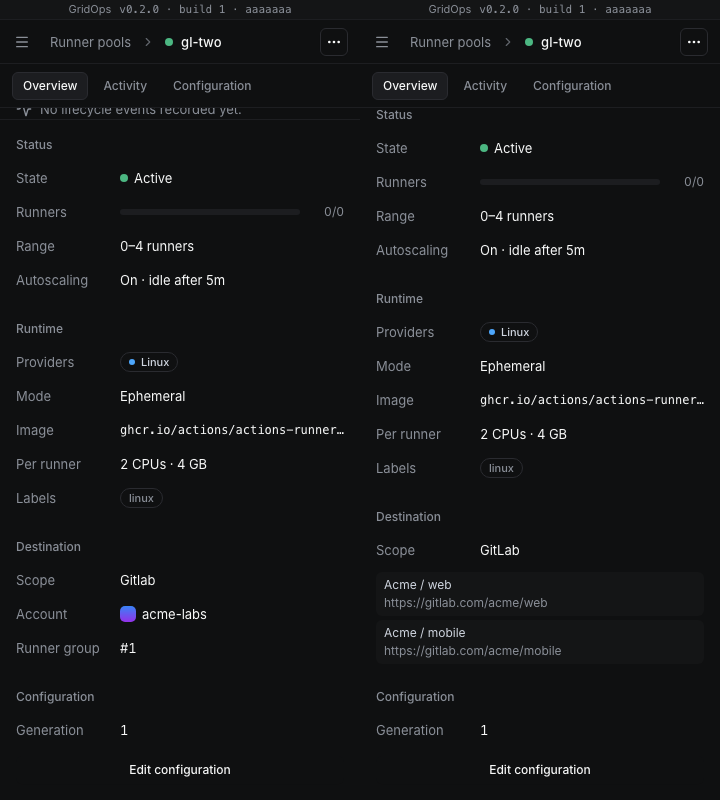 GridOps v0.2.0 · build 1 · aaaaaaa
Runner pools > gl-two
Overview Activity Configuration
No lifecycle events recorded yet.
Status
State Active
Runners 0/0
Range 0–4 runners
Autoscaling On · idle after 5m
Runtime
Providers Linux
Mode Ephemeral
Image ghcr.io/actions/actions-runner…
Per runner 2 CPUs · 4 GB
Labels linux
Destination
Scope Gitlab
Account acme-labs
Runner group #1
Configuration
Generation 1
Edit configuration
GridOps v0.2.0 · build 1 · aaaaaaa
Runner pools > gl-two
Overview Activity Configuration
Status
State Active
Runners 0/0
Range 0–4 runners
Autoscaling On · idle after 5m
Runtime
Providers Linux
Mode Ephemeral
Image ghcr.io/actions/actions-runner…
Per runner 2 CPUs · 4 GB
Labels linux
Destination
Scope GitLab
Acme / web
https://gitlab.com/acme/web
Acme / mobile
https://gitlab.com/acme/mobile
Configuration
Generation 1
Edit configuration